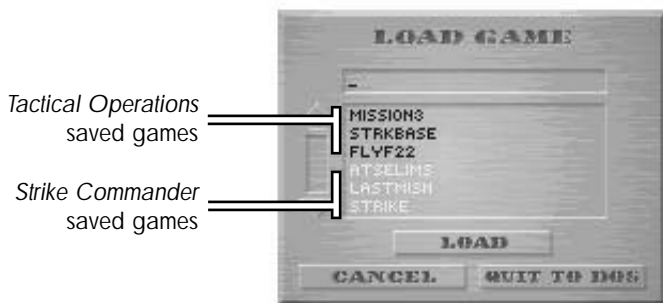 LOAD GAME
Tactical Operations
saved games
MISSION3
STRKBASE
FLYF22
Strike Commander
saved games
ATSELIMS
LASTMISH
STRIKE
LOAD
CANCEL
QUIT TO DOS